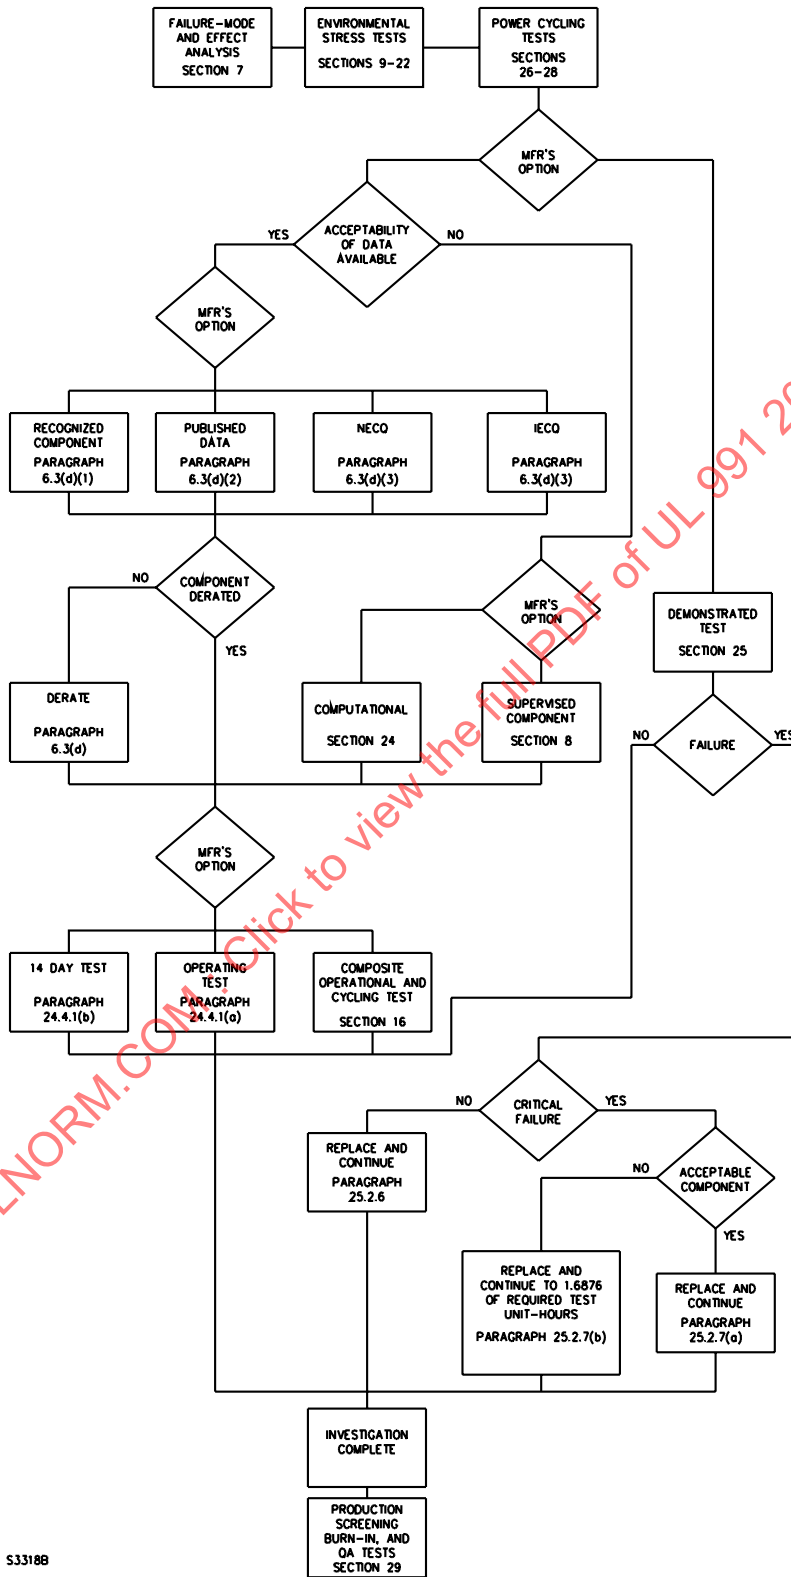 FAILURE-MODE
AND EFFECT
ANALYSIS
SECTION 7
ENVIRONMENTAL
STRESS TESTS
SECTIONS 9-22
POWER CYCLING
TESTS
SECTIONS
26-28
MFR'S
OPTION
ACCEPTABILITY
OF DATA
AVAILABLE
YES
NO
MFR'S
OPTION
RECOGNIZED
COMPONENT
PARAGRAPH
6.3(d)(1)
PUBLISHED
DATA
PARAGRAPH
6.3(d)(2)
NECQ
PARAGRAPH
6.3(d)(3)
IECQ
PARAGRAPH
6.3(d)(3)
COMPONENT
DERATED
NO
YES
MFR'S
OPTION
DEMONSTRATED
TEST
SECTION 25
DERATE
PARAGRAPH
6.3(d)
COMPUTATIONAL
SECTION 24
SUPERVISED
COMPONENT
SECTION 8
NO
FAILURE
YES
MFR'S
OPTION
14 DAY TEST
PARAGRAPH
24.4.1(b)
OPERATING
TEST
PARAGRAPH
24.4.1(a)
COMPOSITE
OPERATIONAL AND
CYCLING TEST
SECTION 16
NO
CRITICAL
FAILURE
YES
REPLACE AND
CONTINUE
PARAGRAPH
25.2.6
NO
ACCEPTABLE
COMPONENT
YES
REPLACE AND
CONTINUE TO 1.6876
OF REQUIRED TEST
UNIT-HOURS
PARAGRAPH 25.2.7(b)
REPLACE AND
CONTINUE
PARAGRAPH
25.2.7(a)
INVESTIGATION
COMPLETE
PRODUCTION
SCREENING
BURN-IN, AND
QA TESTS
SECTION 29
S3318B
LNORM.COM : Click to view the full PDF of UL 991